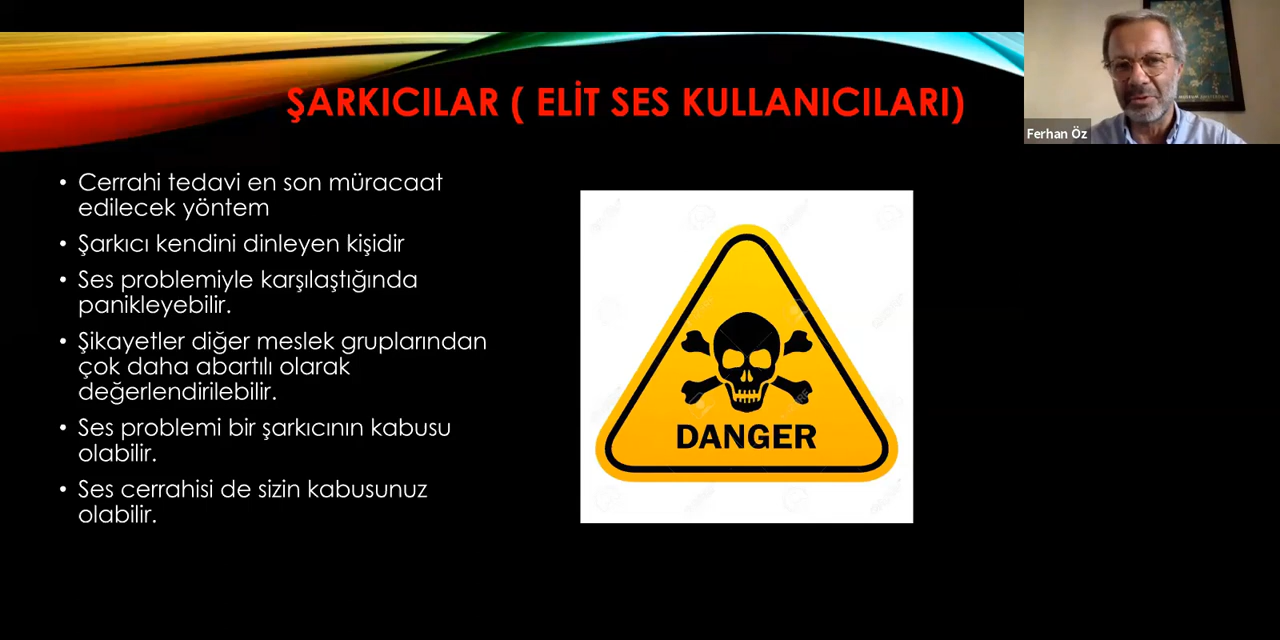 ŞARKICILAR ( ELİT SES KULLANICILARI)
Ferhan Öz
• Cerrahi tedavi en son müracaat
edilecek yöntem
• Şarkıcı kendini dinleyen kişidir
• Ses problemiyle karşılaştığında
panikleyebilir.
• Şikayetler diğer meslek gruplarından
çok daha abartılı olarak
değerlendirilebilir.
• Ses problemi bir şarkıcının kabusu
olabilir.
• Ses cerrahisi de sizin kabusunuz
olabilir.
DANGER